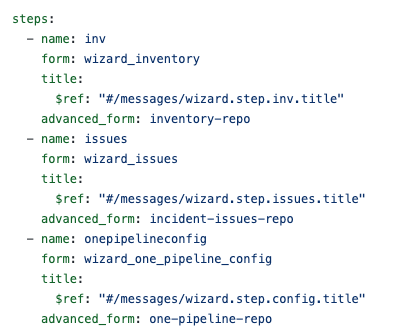 steps:
  - name: inv
    form: wizard_inventory
    title:
      $ref: "#/messages/wizard.step.inv.title"
    advanced_form: inventory-repo
  - name: issues
    form: wizard_issues
    title:
      $ref: "#/messages/wizard.step.issues.title"
    advanced_form: incident-issues-repo
  - name: onepipelineconfig
    form: wizard_one_pipeline_config
    title:
      $ref: "#/messages/wizard.step.config.title"
    advanced_form: one-pipeline-repo